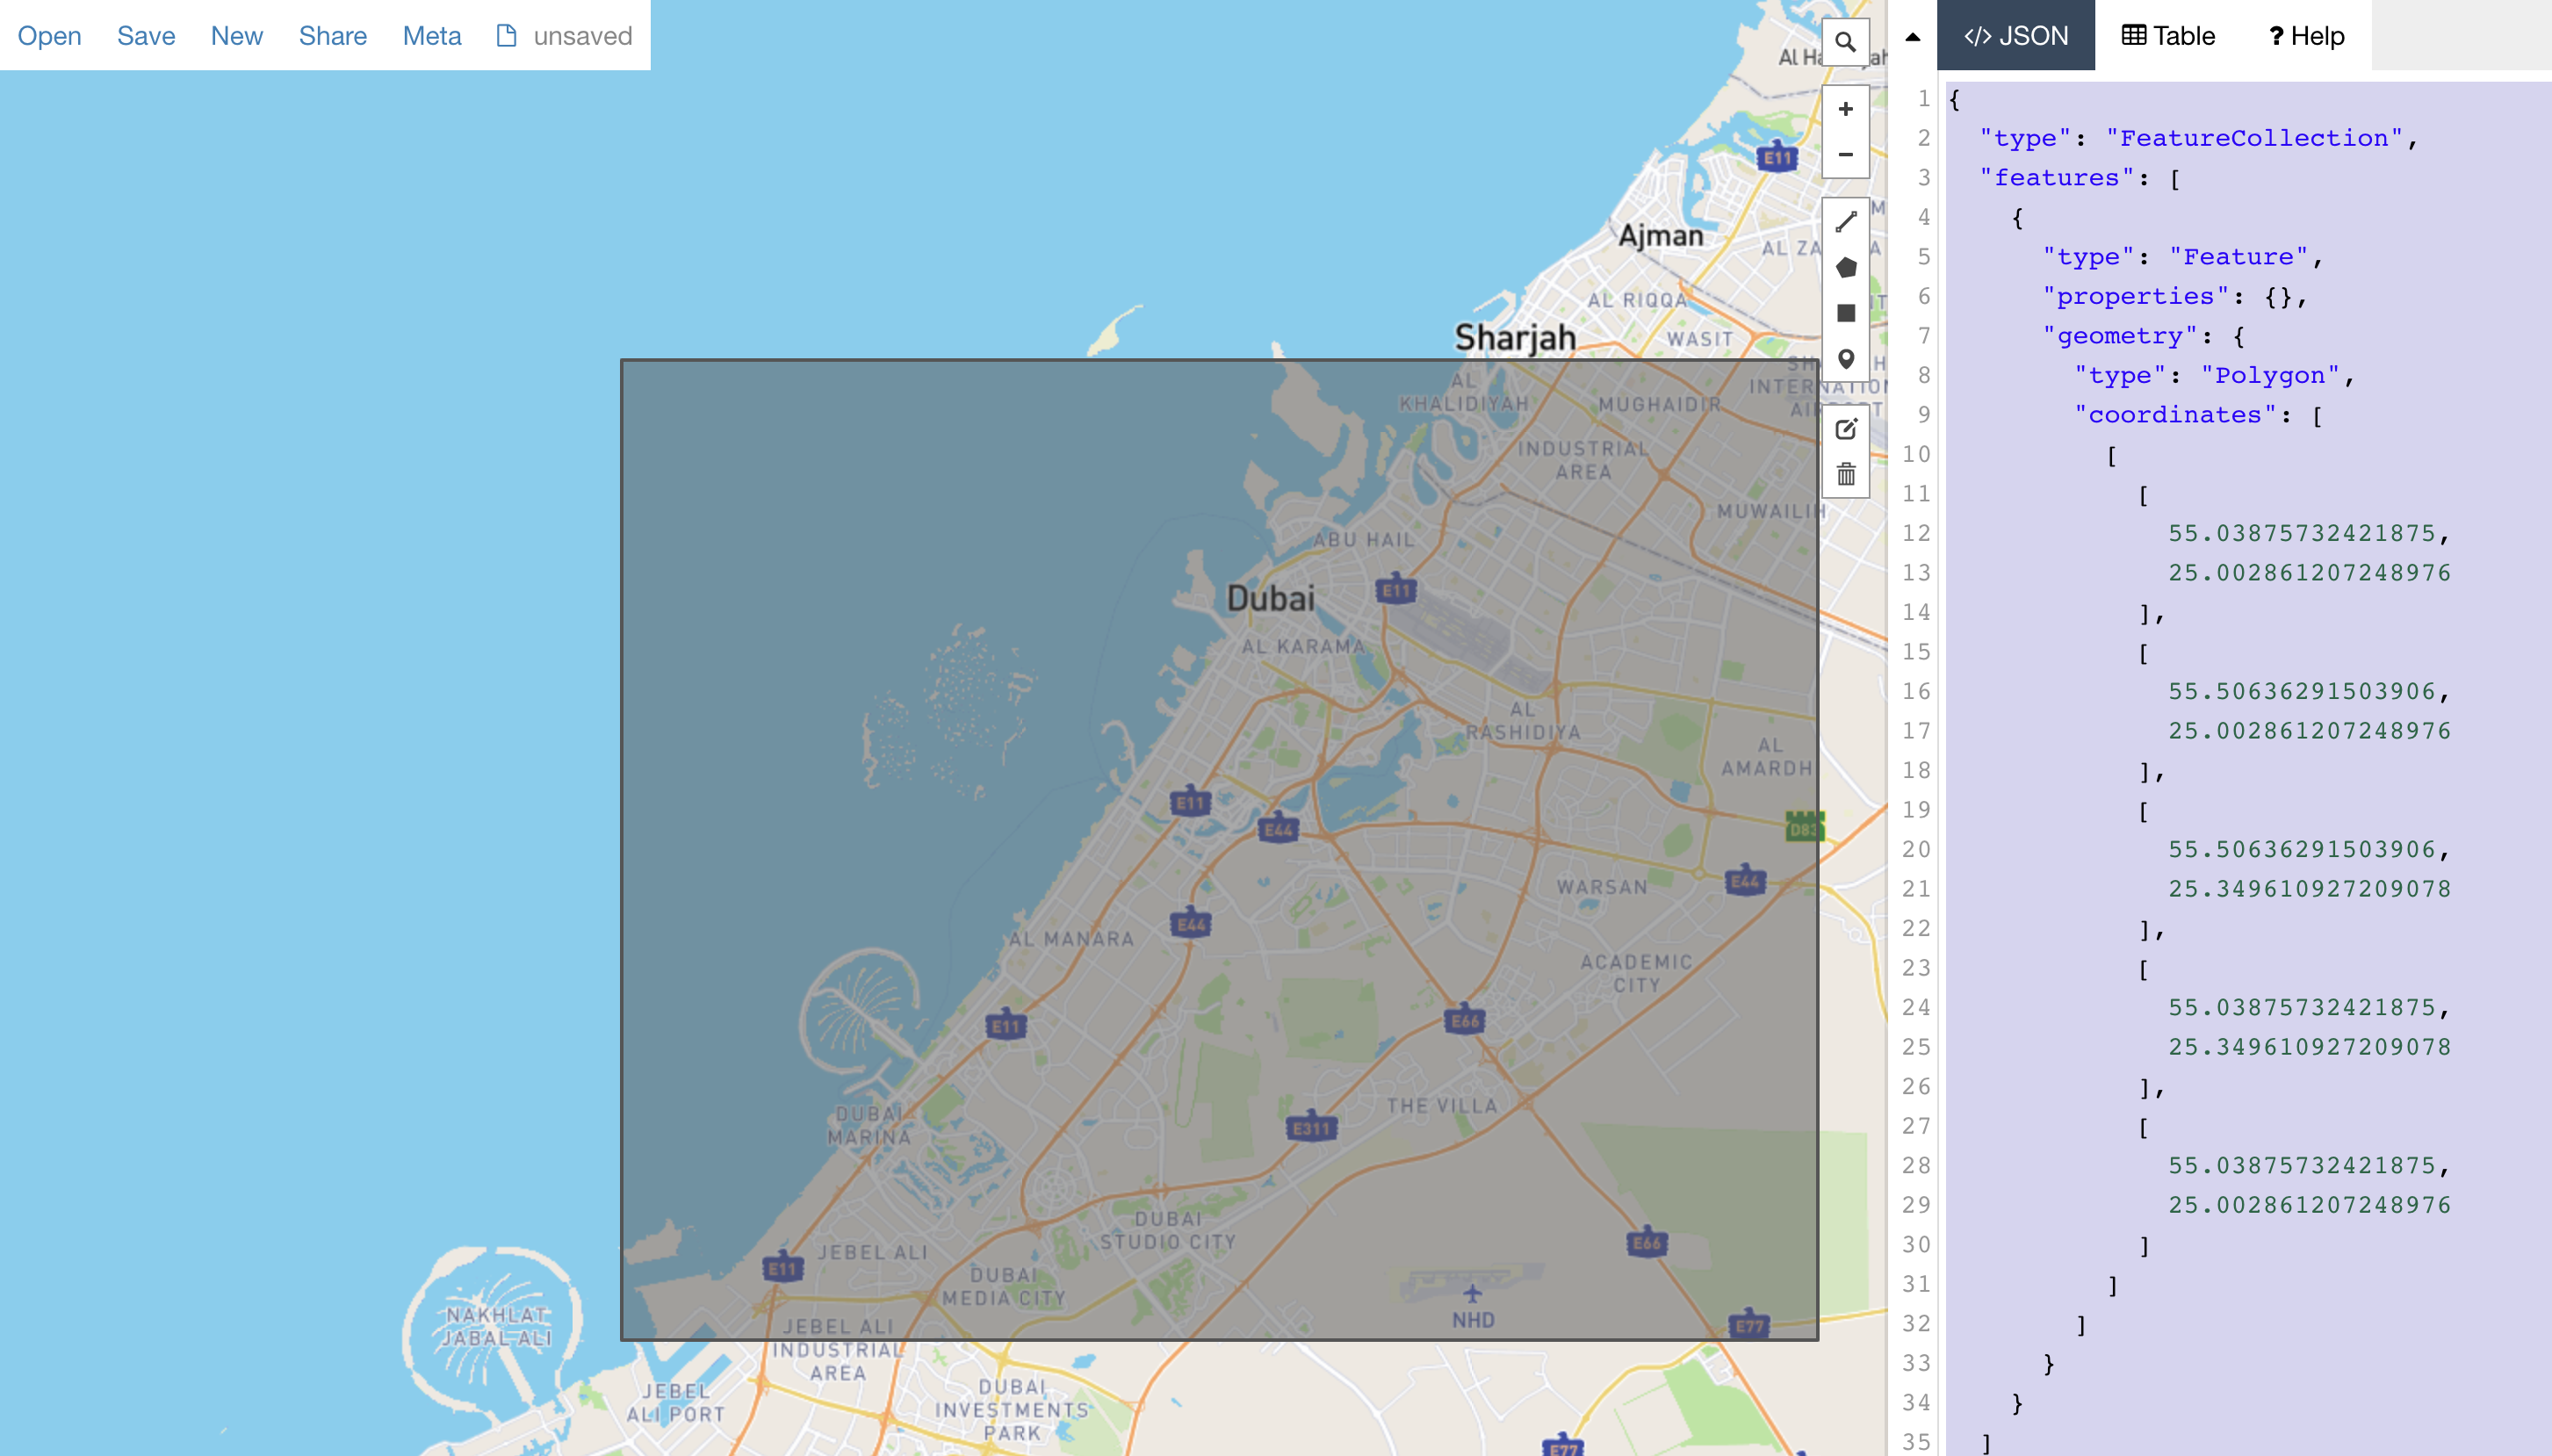 Open Save New Share Meta unsaved
</> JSON Table ? Help
Ajman
AL RIQQA
Sharjah
WASIT
AL
KHALIDIYAH
MUGHAIDIR
INDUSTRIAL
AREA
MUWAILIH
ABU HAIL
E11
E11
Dubai
AL KARAMA
AL
RASHIDIYA
AL
AMARDH
E11
E44
D83
E44
WARSAN
E44
AL MANARA
ACADEMIC
CITY
E11
E66
DUBAI
MARINA
THE VILLA
E311
DUBAI
STUDIO CITY
E66
JEBEL ALI
E11
DUBAI
MEDIA CITY
NHD
E77
NAKHLAT
JABAL ALI
JEBEL ALI
INDUSTRIAL
AREA
JEBEL
ALI PORT
DUBAI
INVESTMENTS
PARK
E77
1 {
2 "type": "FeatureCollection",
3 "features": [
4 {
5 "type": "Feature",
6 "properties": {},
7 "geometry": {
8 "type": "Polygon",
9 "coordinates": [
10 [
11 [
12 55.03875732421875,
13 25.002861207248976
14 ],
15 [
16 55.50636291503906,
17 25.002861207248976
18 ],
19 [
20 55.50636291503906,
21 25.349610927209078
22 ],
23 [
24 55.03875732421875,
25 25.349610927209078
26 ],
27 [
28 55.03875732421875,
29 25.002861207248976
30 ]
31 ]
32 ]
33 }
34 }
35 ]